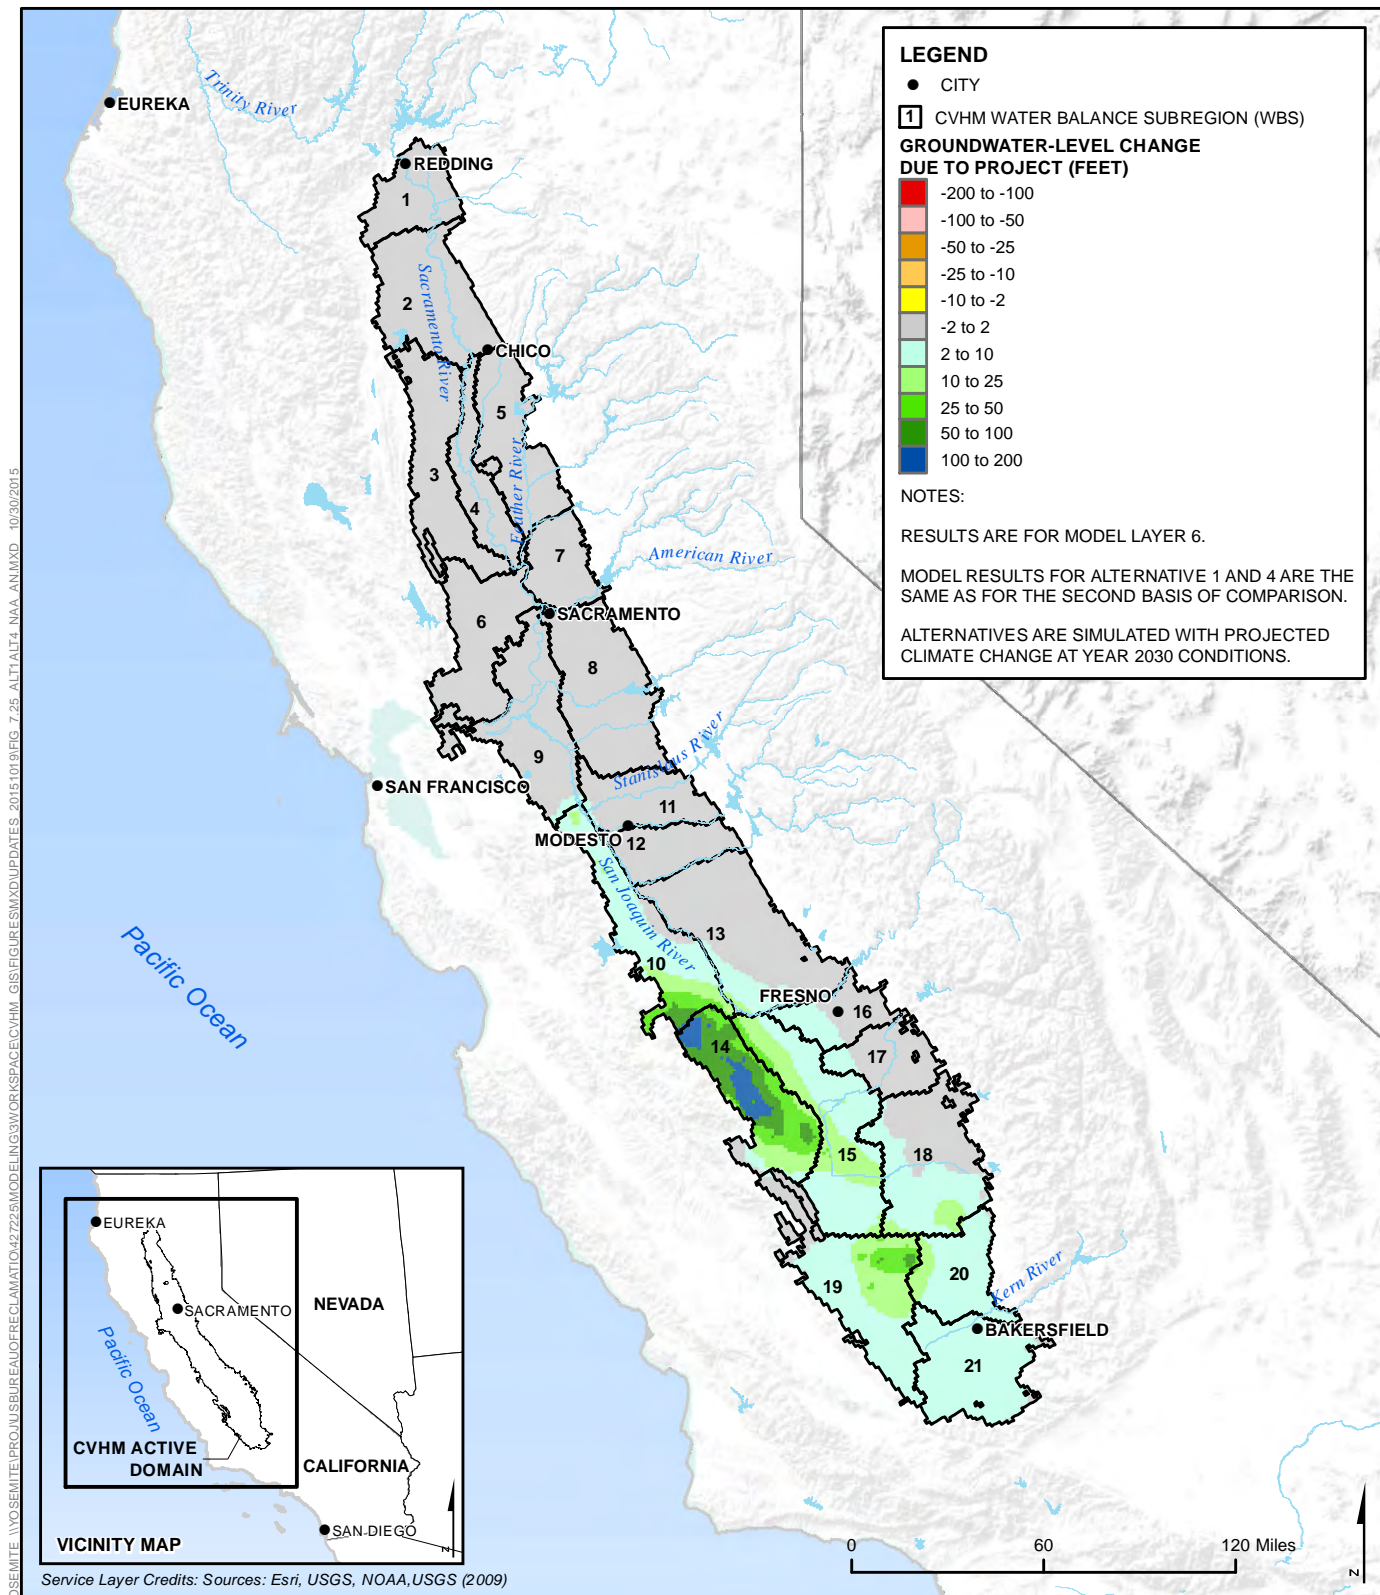 LEGEND
CITY
1 CVHM WATER BALANCE SUBREGION (WBS)
GROUNDWATER-LEVEL CHANGE
DUE TO PROJECT (FEET)
-200 to -100
-100 to -50
-50 to -25
-25 to -10
-10 to -2
-2 to 2
2 to 10
10 to 25
25 to 50
50 to 100
100 to 200
NOTES:
RESULTS ARE FOR MODEL LAYER 6.
MODEL RESULTS FOR ALTERNATIVE 1 AND 4 ARE THE
SAME AS FOR THE SECOND BASIS OF COMPARISON.
ALTERNATIVES ARE SIMULATED WITH PROJECTED
CLIMATE CHANGE AT YEAR 2030 CONDITIONS.
Trinity River
EUREKA
REDDING
1
2
Sacramento River
CHICO
5
3
4
Feather River
7
American River
SACRAMENTO
6
8
9
Stanislaus River
SAN FRANCISCO
11
MODESTO
12
San Joaquin River
13
10
Pacific Ocean
FRESNO
16
14
17
15
18
19
20
Kern River
BAKERSFIELD
21
EUREKA
SACRAMENTO
NEVADA
Pacific Ocean
CVHM ACTIVE
DOMAIN
CALIFORNIA
SAN DIEGO
VICINITY MAP
N
0 60 120 Miles
N
Service Layer Credits: Sources: Esri, USGS, NOAA,USGS (2009)